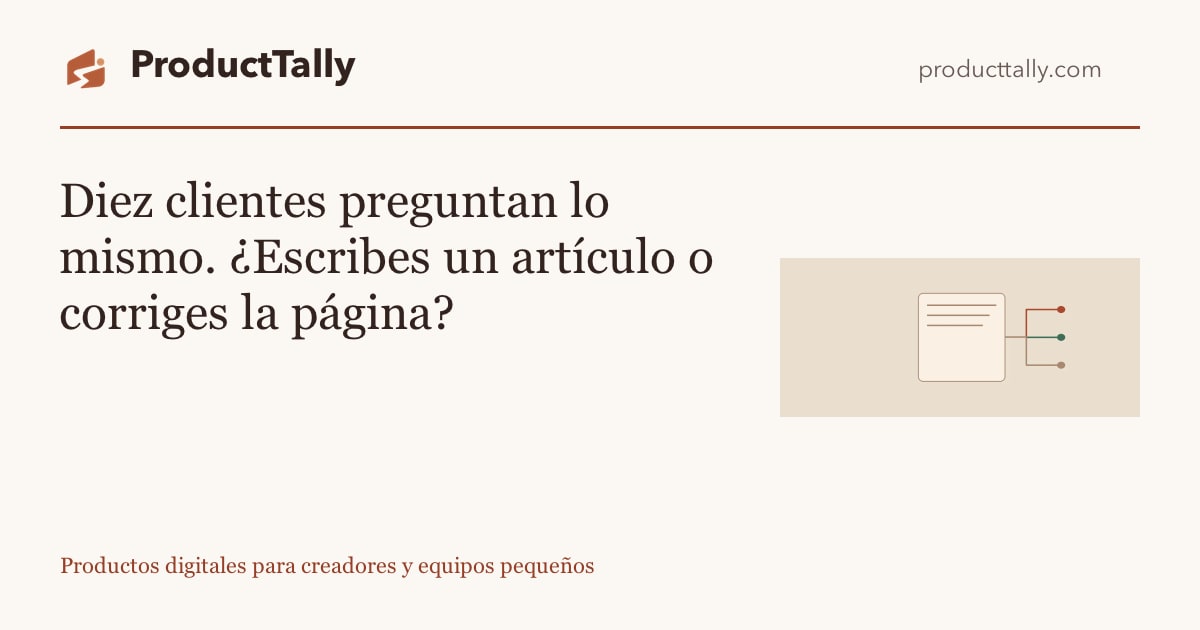 ProductTally
producttally.com
Diez clientes preguntan lo
mismo. ¿Escribes un artículo o
corriges la página?
Productos digitales para creadores y equipos pequeños